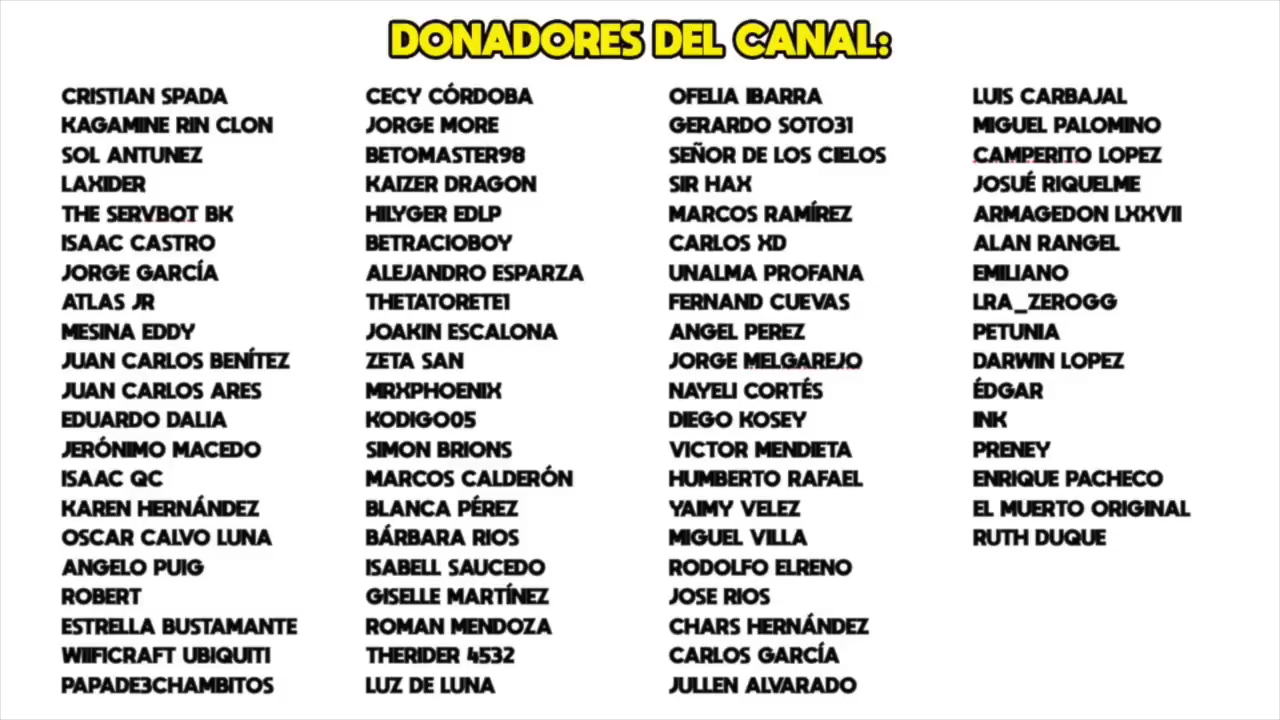 DONADORES DEL CANAL:
CRISTIAN SPADA
KAGAMINE RIN CLON
SOL ANTUNEZ
LAXIDER
THE SERVBOT BK
ISAAC CASTRO
JORGE GARCÍA
ATLAS JR
MESINA EDDY
JUAN CARLOS BENÍTEZ
JUAN CARLOS ARES
EDUARDO DALIA
JERÓNIMO MACEDO
ISAAC QC
KAREN HERNÁNDEZ
OSCAR CALVO LUNA
ANGELO PUIG
ROBERT
ESTRELLA BUSTAMANTE
WIIFICRAFT UBIQUITI
PAPADE3CHAMBITOS
CECY CÓRDOBA
JORGE MORE
BETOMASTER98
KAIZER DRAGON
HILYGER EDLP
BETRACIOBOY
ALEJANDRO ESPARZA
THETATORETE1
JOAKIN ESCALONA
ZETA SAN
MRXPHOENIX
KODIGO05
SIMON BRIONS
MARCOS CALDERÓN
BLANCA PÉREZ
BÁRBARA RIOS
ISABELL SAUCEDO
GISELLE MARTÍNEZ
ROMAN MENDOZA
THERIDER 4532
LUZ DE LUNA
OFELIA IBARRA
GERARDO SOTO31
SEÑOR DE LOS CIELOS
SIR HAX
MARCOS RAMÍREZ
CARLOS XD
UNALMA PROFANA
FERNAND CUEVAS
ANGEL PEREZ
JORGE MELGAREJO
NAYELI CORTÉS
DIEGO KOSEY
VICTOR MENDIETA
HUMBERTO RAFAEL
YAIMY VELEZ
MIGUEL VILLA
RODOLFO ELRENO
JOSE RIOS
CHARS HERNÁNDEZ
CARLOS GARCÍA
JULLEN ALVARADO
LUIS CARBAJAL
MIGUEL PALOMINO
CAMPERITO LOPEZ
JOSUÉ RIQUELME
ARMAGEDON LXXVII
ALAN RANGEL
EMILIANO
LRA_ZEROGG
PETUNIA
DARWIN LOPEZ
ÉDGAR
INK
PRENEY
ENRIQUE PACHECO
EL MUERTO ORIGINAL
RUTH DUQUE